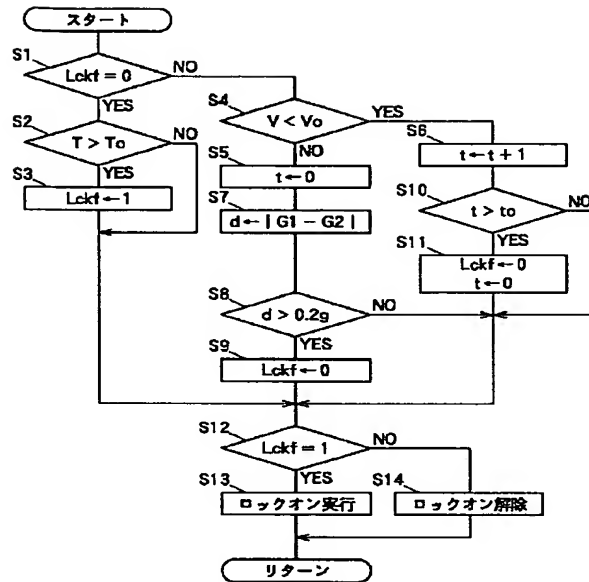 スタート
S1
Lckf = 0
NO
YES
S2
T > To
NO
YES
S3
Lckf ← 1
S4
V < Vo
YES
NO
S5
t ← 0
S6
t ← t + 1
S7
d ← | G1 − G2 |
S10
t > to
NO
YES
S11
Lckf ← 0
t ← 0
S8
d > 0.2g
NO
YES
S9
Lckf ← 0
S12
Lckf = 1
NO
YES
S13
ロックオン実行
S14
ロックオン解除
リターン